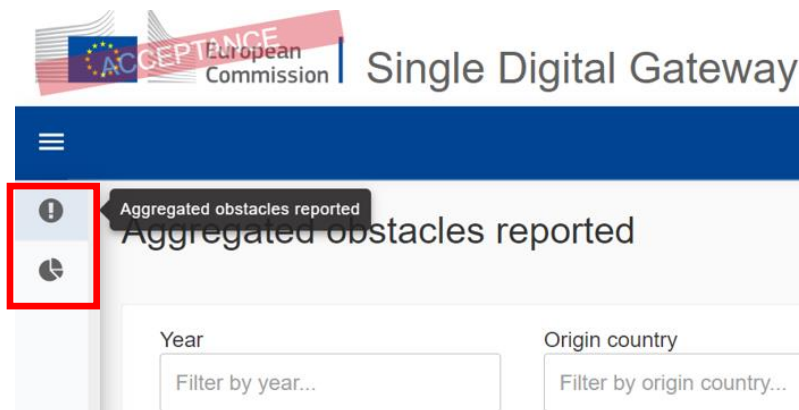 ACCEPTANCE
European
Commission
Single Digital Gateway
Aggregated obstacles reported
Aggregated obstacles reported
Year
Origin country
Filter by year...
Filter by origin country...